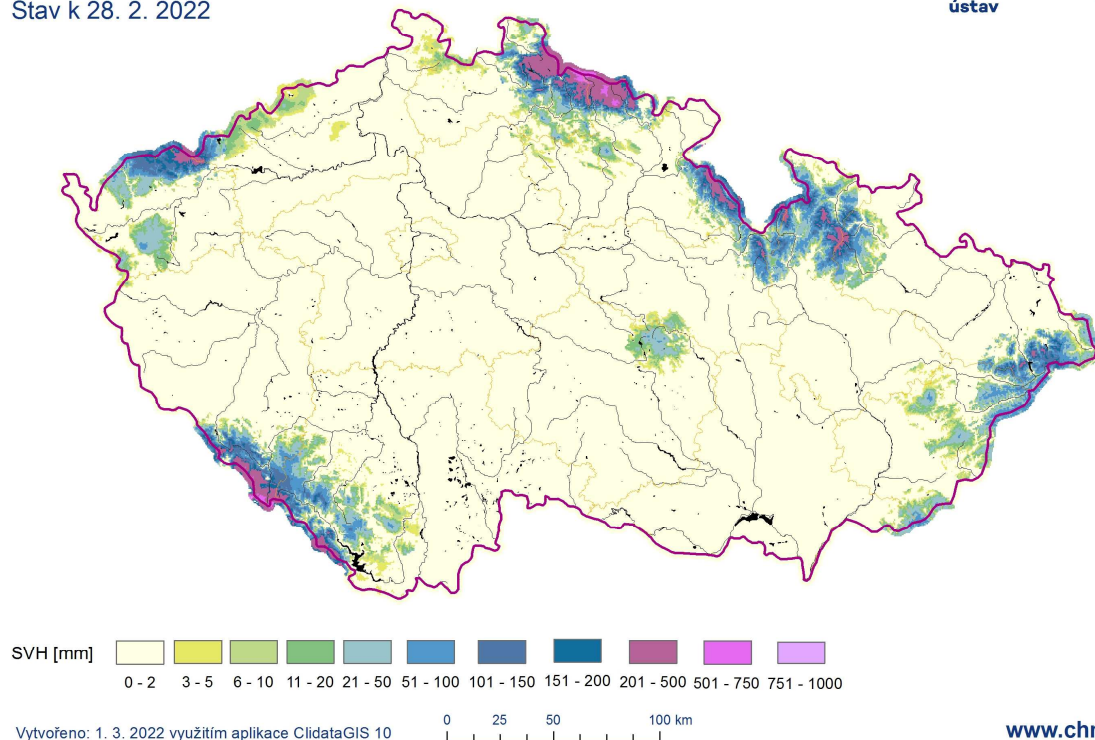 Stav k 28. 2. 2022
ústav
SVH [mm]
0 - 2 3 - 5 6 - 10 11 - 20 21 - 50 51 - 100 101 - 150 151 - 200 201 - 500 501 - 750 751 - 1000
0 25 50 100 km
Vytvořeno: 1. 3. 2022 využitím aplikace ClidataGIS 10
www.chm